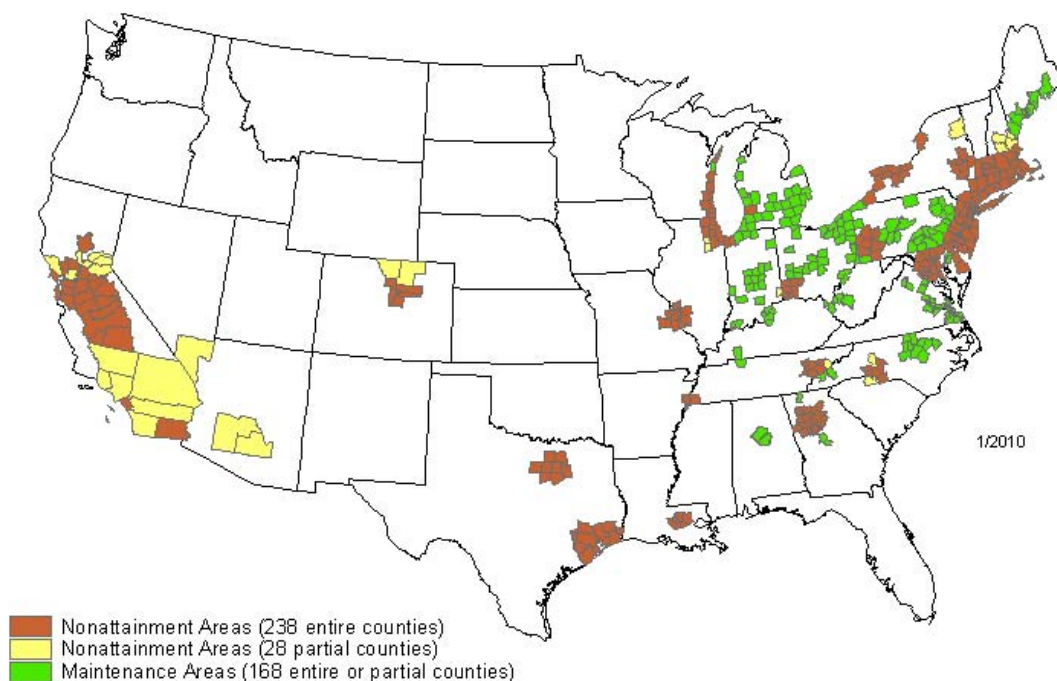 1/2010
Nonattainment Areas (238 entire counties)
Nonattainment Areas (28 partial counties)
Maintenance Areas (168 entire or partial counties)